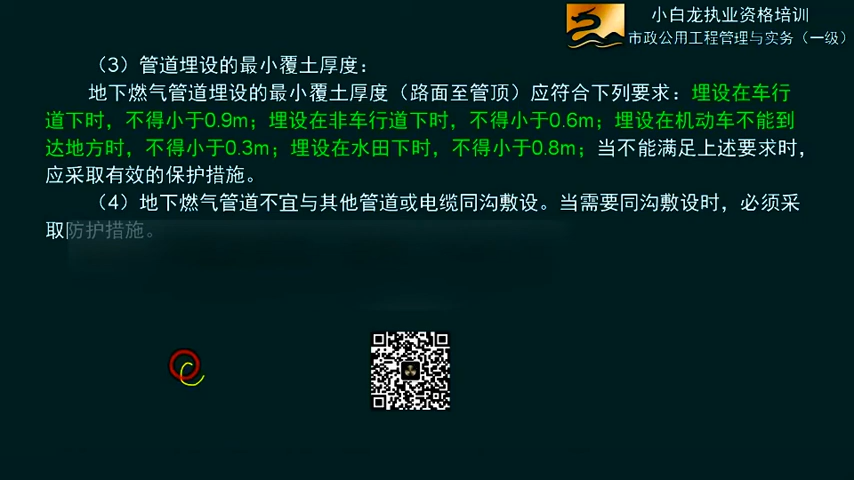 小白龙执业资格培训
市政公用工程管理与实务（一级）
（3）管道埋设的最小覆土厚度：
地下燃气管道埋设的最小覆土厚度（路面至管顶）应符合下列要求：埋设在车行
道下时，不得小于0.9m；埋设在非车行道下时，不得小于0.6m；埋设在机动车不能到
达地方时，不得小于0.3m；埋设在水田下时，不得小于0.8m；当不能满足上述要求时，
应采取有效的保护措施。
（4）地下燃气管道不宜与其他管道或电缆同沟敷设。当需要同沟敷设时，必须采
取防护措施。